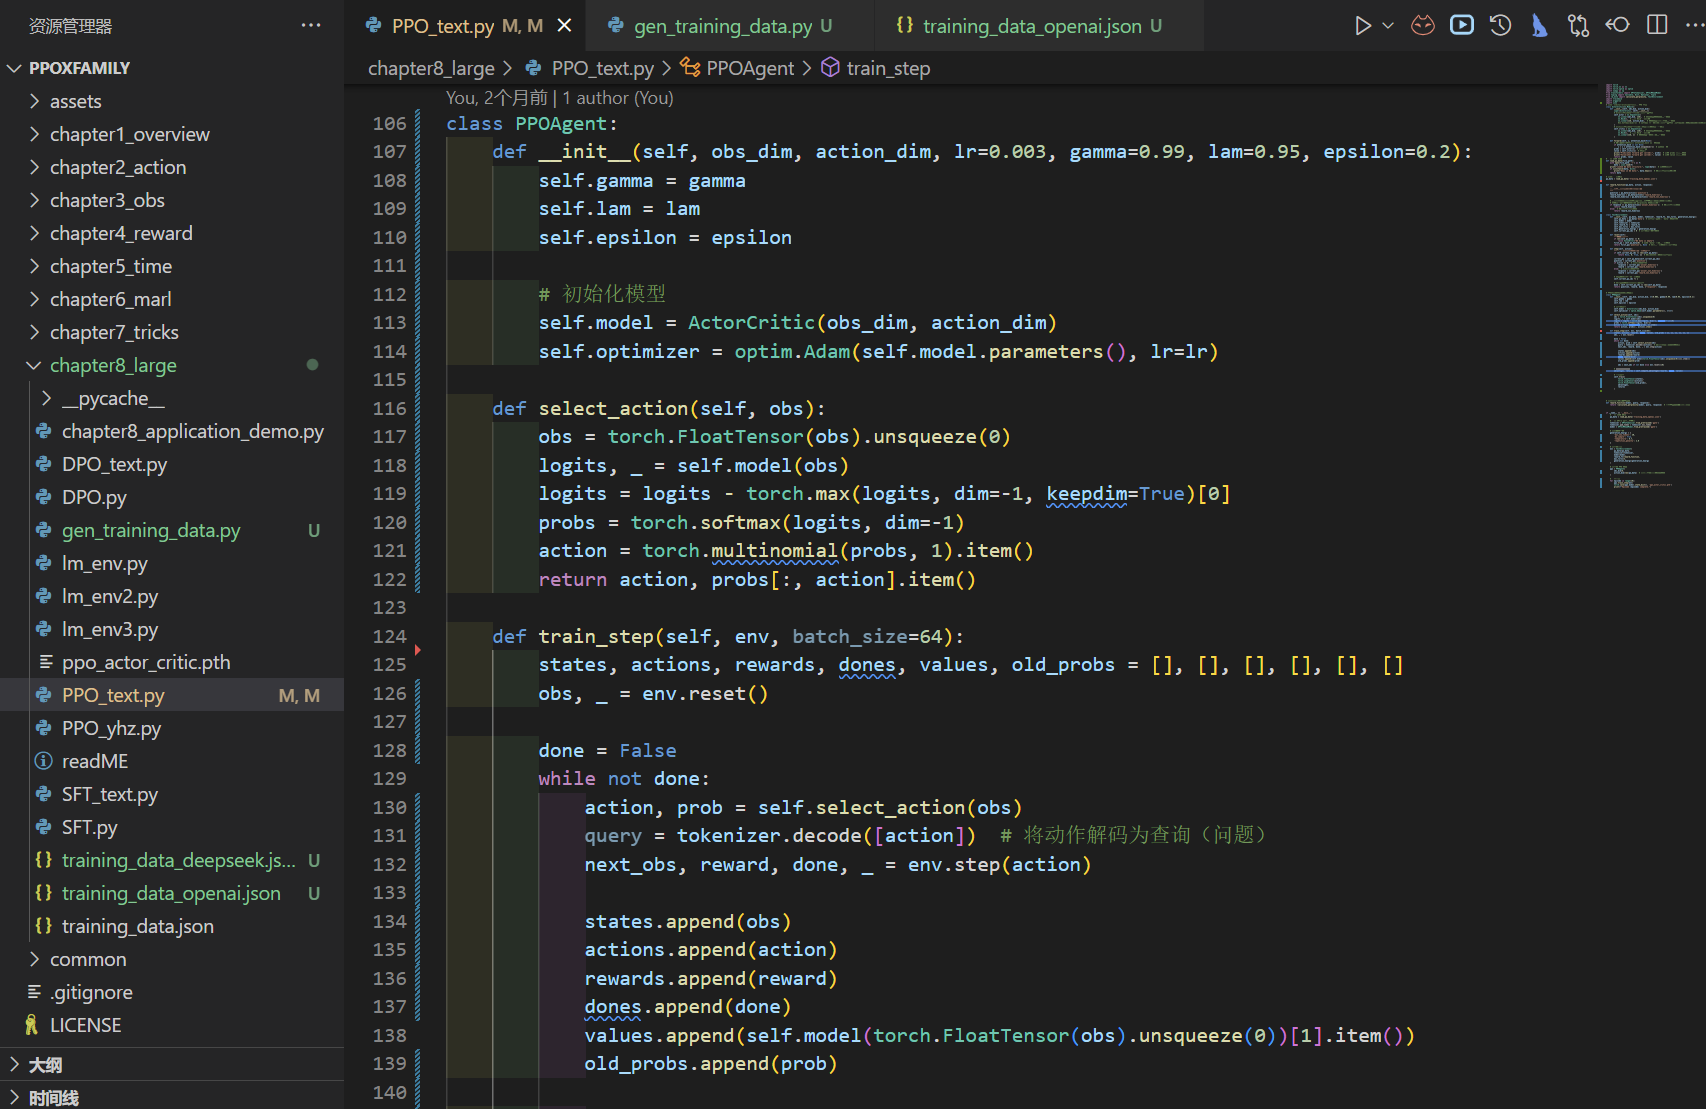 资源管理器
PPOXFAMILY
assets
chapter1_overview
chapter2_action
chapter3_obs
chapter4_reward
chapter5_time
chapter6_marl
chapter7_tricks
chapter8_large
__pycache__
chapter8_application_demo.py
DPO_text.py
DPO.py
gen_training_data.py U
lm_env.py
lm_env2.py
lm_env3.py
ppo_actor_critic.pth
PPO_text.py M, M
PPO_yhz.py
readME
SFT_text.py
SFT.py
training_data_deepseek.js... U
training_data_openai.json U
training_data.json
common
.gitignore
LICENSE
大纲
时间线
PPO_text.py M, M
gen_training_data.py U
training_data_openai.json U
chapter8_large > PPO_text.py > PPOAgent > train_step
You, 2个月前 | 1 author (You)
106 class PPOAgent:
107     def __init__(self, obs_dim, action_dim, lr=0.003, gamma=0.99, lam=0.95, epsilon=0.2):
108         self.gamma = gamma
109         self.lam = lam
110         self.epsilon = epsilon
111
112         # 初始化模型
113         self.model = ActorCritic(obs_dim, action_dim)
114         self.optimizer = optim.Adam(self.model.parameters(), lr=lr)
115
116     def select_action(self, obs):
117         obs = torch.FloatTensor(obs).unsqueeze(0)
118         logits, _ = self.model(obs)
119         logits = logits - torch.max(logits, dim=-1, keepdim=True)[0]
120         probs = torch.softmax(logits, dim=-1)
121         action = torch.multinomial(probs, 1).item()
122         return action, probs[:, action].item()
123
124     def train_step(self, env, batch_size=64):
125         states, actions, rewards, dones, values, old_probs = [], [], [], [], [], []
126         obs, _ = env.reset()
127
128         done = False
129         while not done:
130             action, prob = self.select_action(obs)
131             query = tokenizer.decode([action])  # 将动作解码为查询（问题）
132             next_obs, reward, done, _ = env.step(action)
133
134             states.append(obs)
135             actions.append(action)
136             rewards.append(reward)
137             dones.append(done)
138             values.append(self.model(torch.FloatTensor(obs).unsqueeze(0))[1].item())
139             old_probs.append(prob)
140